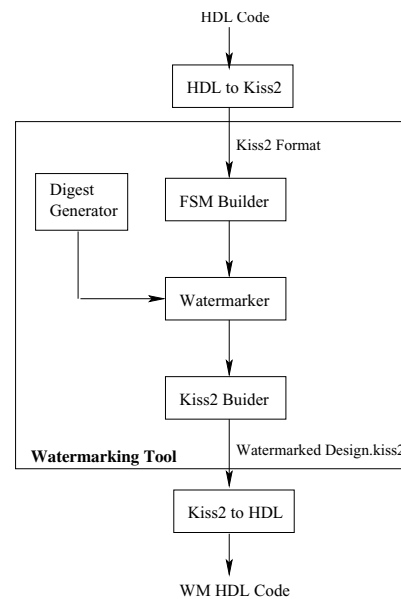 HDL Code
HDL to Kiss2
Kiss2 Format
Digest
Generator
FSM Builder
Watermarker
Kiss2 Buider
Watermarking Tool
Watermarked Design.kiss2
Kiss2 to HDL
WM HDL Code